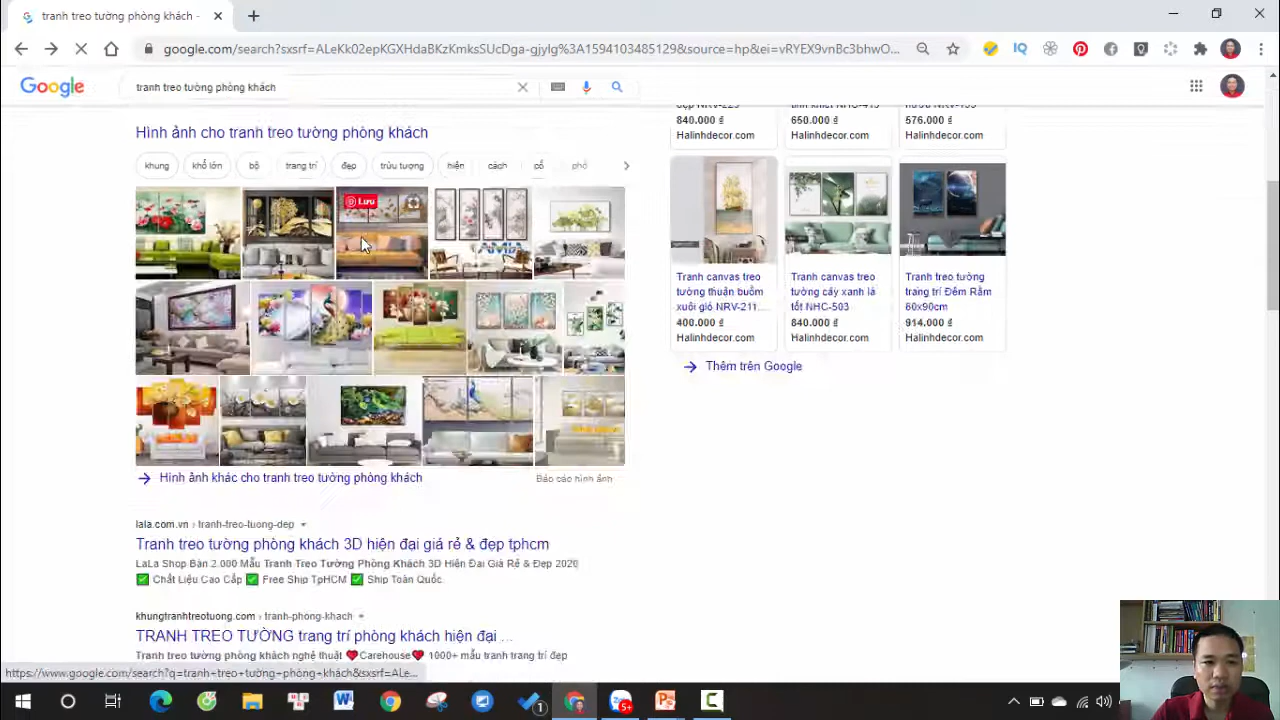 tranh treo tường phòng khách -
google.com/search?sxsrf=ALeKk02epKGXHdaBKzKmksSUcDga-gjylg%3A1594103485129&source=hp&ei=vRYEX9vnBc3bhwO...
Google
tranh treo tường phòng khách
Hình ảnh cho tranh treo tường phòng khách
khung
khổ lớn
bộ
trang trí
đẹp
trừu tượng
hiện
cách
cổ
phò
Lưu
Hình ảnh khác cho tranh treo tường phòng khách
Báo cáo hình ảnh
lala.com.vn › tranh-treo-tuong-dep
Tranh treo tường phòng khách 3D hiện đại giá rẻ & đẹp tphcm
LaLa Shop Bán 2.000 Mẫu Tranh Treo Tường Phòng Khách 3D Hiện Đại Giá Rẻ & Đẹp 2020
✅ Chất Liệu Cao Cấp ✅ Free Ship TpHCM ✅ Ship Toàn Quốc.
khungtranhtreotuong.com › tranh-phong-khach
TRANH TREO TƯỜNG trang trí phòng khách hiện đại ...
Tranh treo tường phòng khách nghệ thuật ❤Carehouse❤ 1000+ mẫu tranh trang trí đẹp
840.000 ₫
Halinhdecor.com
650.000 ₫
Halinhdecor.com
576.000 ₫
Halinhdecor.com
Tranh canvas treo
tường thuận buồm
xuôi gió NRV-211...
400.000 ₫
Halinhdecor.com
Tranh canvas treo
tường cây xanh lá
tốt NHC-503
840.000 ₫
Halinhdecor.com
Tranh treo tường
trang trí Đêm Rằm
60x90cm
914.000 ₫
Halinhdecor.com
Thêm trên Google
https://www.google.com/search?q=tranh+treo+tường+phòng+khách&sxsrf=ALe...
IQ
1
5+